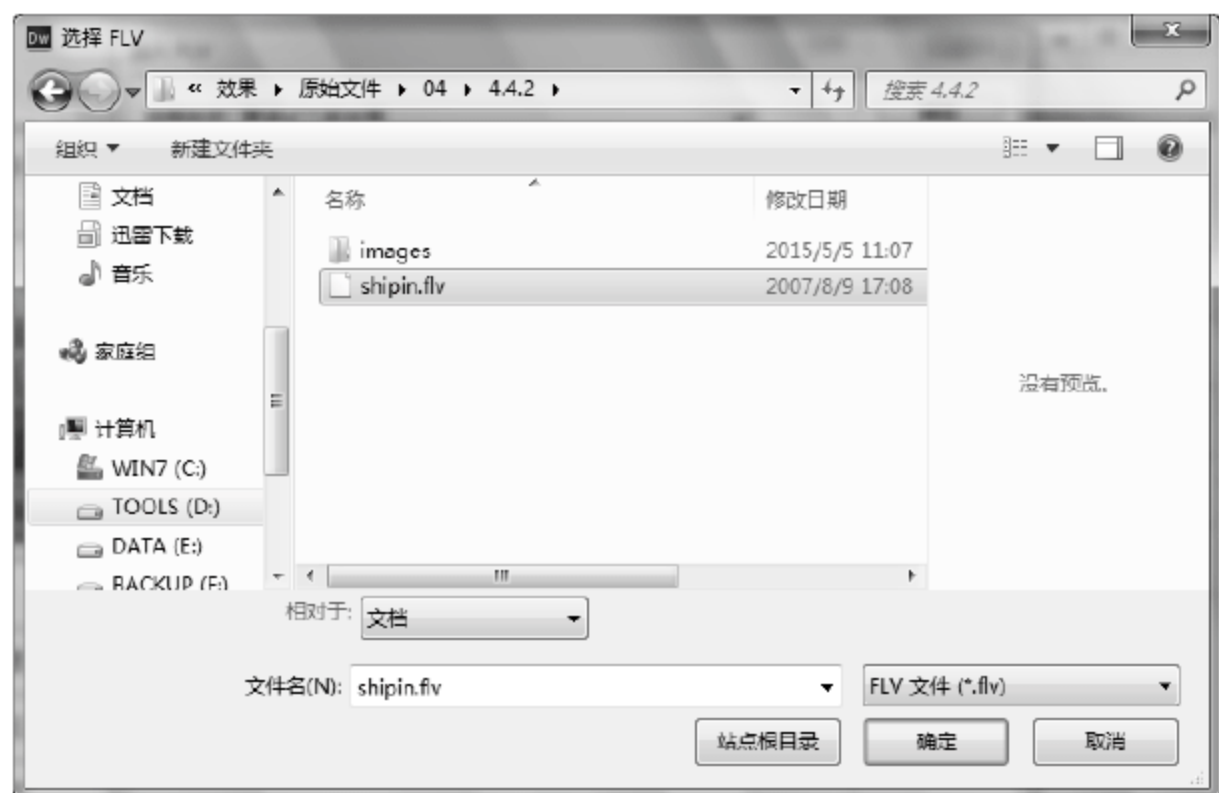 Dw 选择 FLV
« 效果 ▸ 原始文件 ▸ 04 ▸ 4.4.2 ▸
搜索 4.4.2
组织 新建文件夹
文档
迅雷下载
音乐
家庭组
计算机
WIN7 (C:)
TOOLS (D:)
DATA (E:)
BACKUP (F:)
名称 修改日期
images 2015/5/5 11:07
shipin.flv 2007/8/9 17:08
没有预览。
相对于: 文档
文件名(N): shipin.flv FLV 文件 (*.flv)
站点根目录 确定 取消